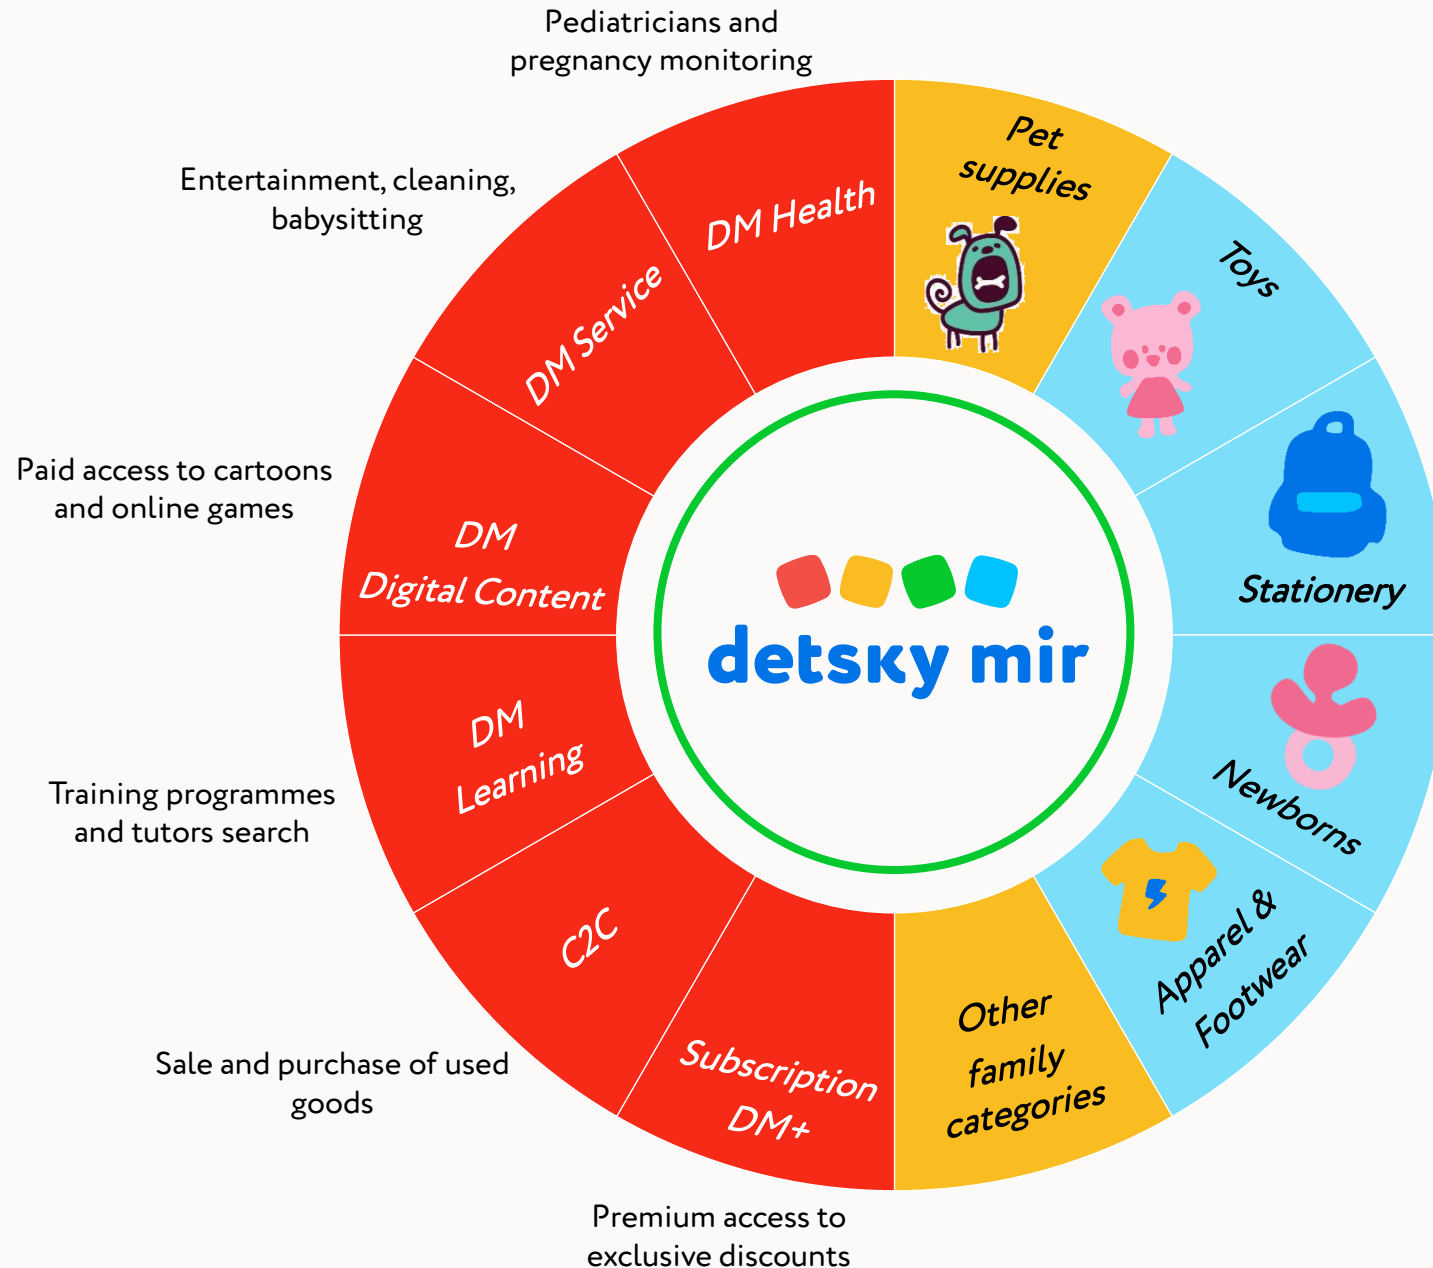 Pediatricians and
pregnancy monitoring
Entertainment, cleaning,
babysitting
Paid access to cartoons
and online games
Training programmes
and tutors search
Sale and purchase of used
goods
Premium access to
exclusive discounts
DM Health
DM Service
DM
Digital Content
DM
Learning
C2C
Subscription
DM+
Pet
supplies
Toys
Stationery
Newborns
Apparel &
Footwear
Other
family
categories
detsky mir